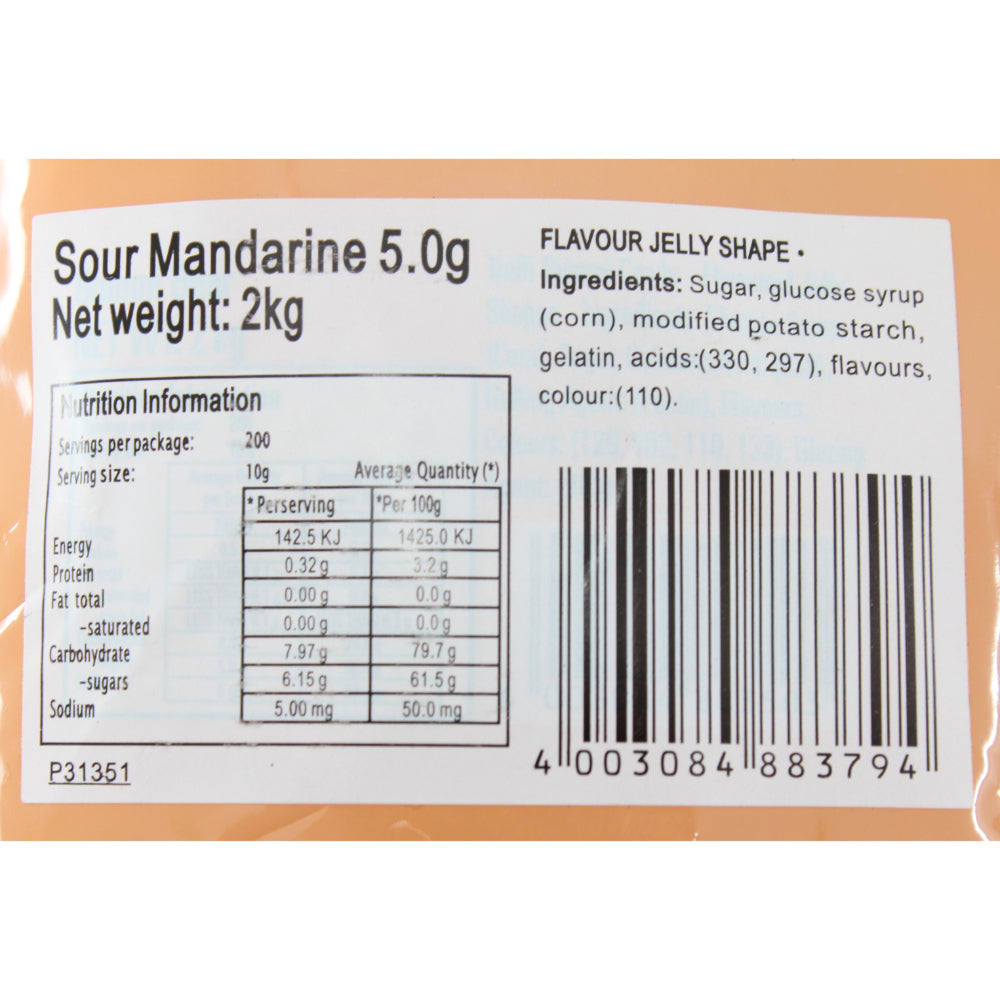 Sour Mandarine 5.0g
Net weight: 2kg
Nutrition Information
Servings per package: 200
Serving size: 10g Average Quantity (*)
*Perserving *Per 100g
Energy 142.5 KJ 1425.0 KJ
Protein 0.32 g 3.2 g
Fat total 0.00 g 0.0 g
-saturated 0.00 g 0.0 g
Carbohydrate 7.97 g 79.7 g
-sugars 6.15 g 61.5 g
Sodium 5.00 mg 50.0 mg
P31351
FLAVOUR JELLY SHAPE •
Ingredients: Sugar, glucose syrup
(corn), modified potato starch,
gelatin, acids:(330, 297), flavours,
colour:(110).
4 003084 883794